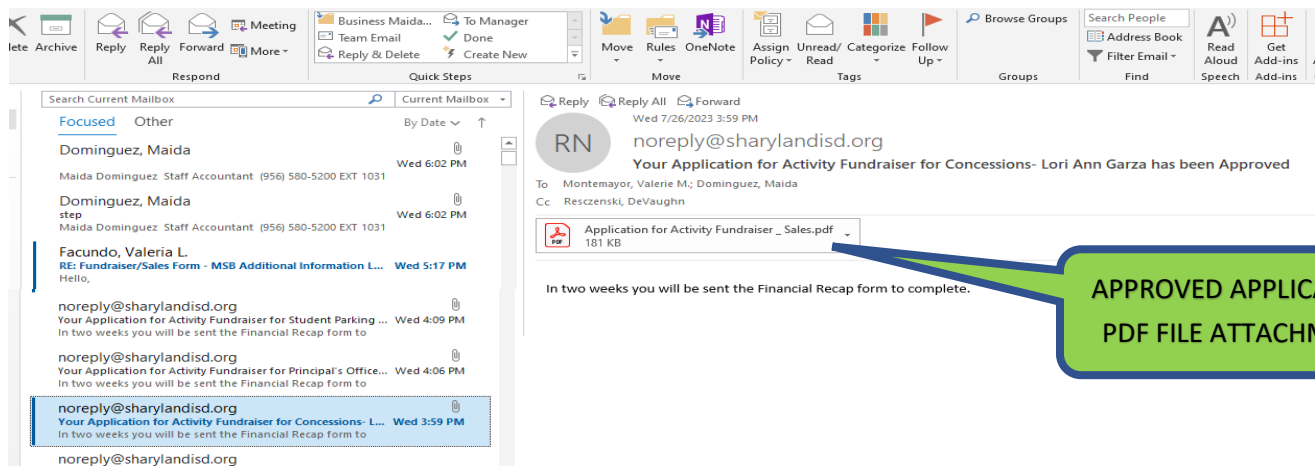 lete Archive Reply Reply All Forward Meeting More
Respond
Business Maida... To Manager
Team Email Done
Reply & Delete Create New
Quick Steps
Move Rules OneNote
Move
Assign Policy Unread/ Read Categorize Follow Up
Tags
Browse Groups
Groups
Search People
Address Book
Filter Email
Find
Read Aloud
Speech
Get Add-ins
Add-ins
Search Current Mailbox Current Mailbox
Focused Other By Date
Dominguez, Maida
Wed 6:02 PM
Maida Dominguez Staff Accountant (956) 580-5200 EXT 1031
Dominguez, Maida
step Wed 6:02 PM
Maida Dominguez Staff Accountant (956) 580-5200 EXT 1031
Facundo, Valeria L.
RE: Fundraiser/Sales Form - MSB Additional Information L... Wed 5:17 PM
Hello,
noreply@sharylandisd.org
Your Application for Activity Fundraiser for Student Parking ... Wed 4:09 PM
In two weeks you will be sent the Financial Recap form to
noreply@sharylandisd.org
Your Application for Activity Fundraiser for Principal's Office... Wed 4:06 PM
In two weeks you will be sent the Financial Recap form to
noreply@sharylandisd.org
Your Application for Activity Fundraiser for Concessions- L... Wed 3:59 PM
In two weeks you will be sent the Financial Recap form to
noreply@sharylandisd.org
Reply Reply All Forward
Wed 7/26/2023 3:59 PM
RN noreply@sharylandisd.org
Your Application for Activity Fundraiser for Concessions- Lori Ann Garza has been Approved
To Montemayor, Valerie M.; Dominguez, Maida
Cc Resczenski, DeVaughn
PDF Application for Activity Fundraiser _ Sales.pdf
181 KB
In two weeks you will be sent the Financial Recap form to complete.
APPROVED APPLICA
PDF FILE ATTACHM